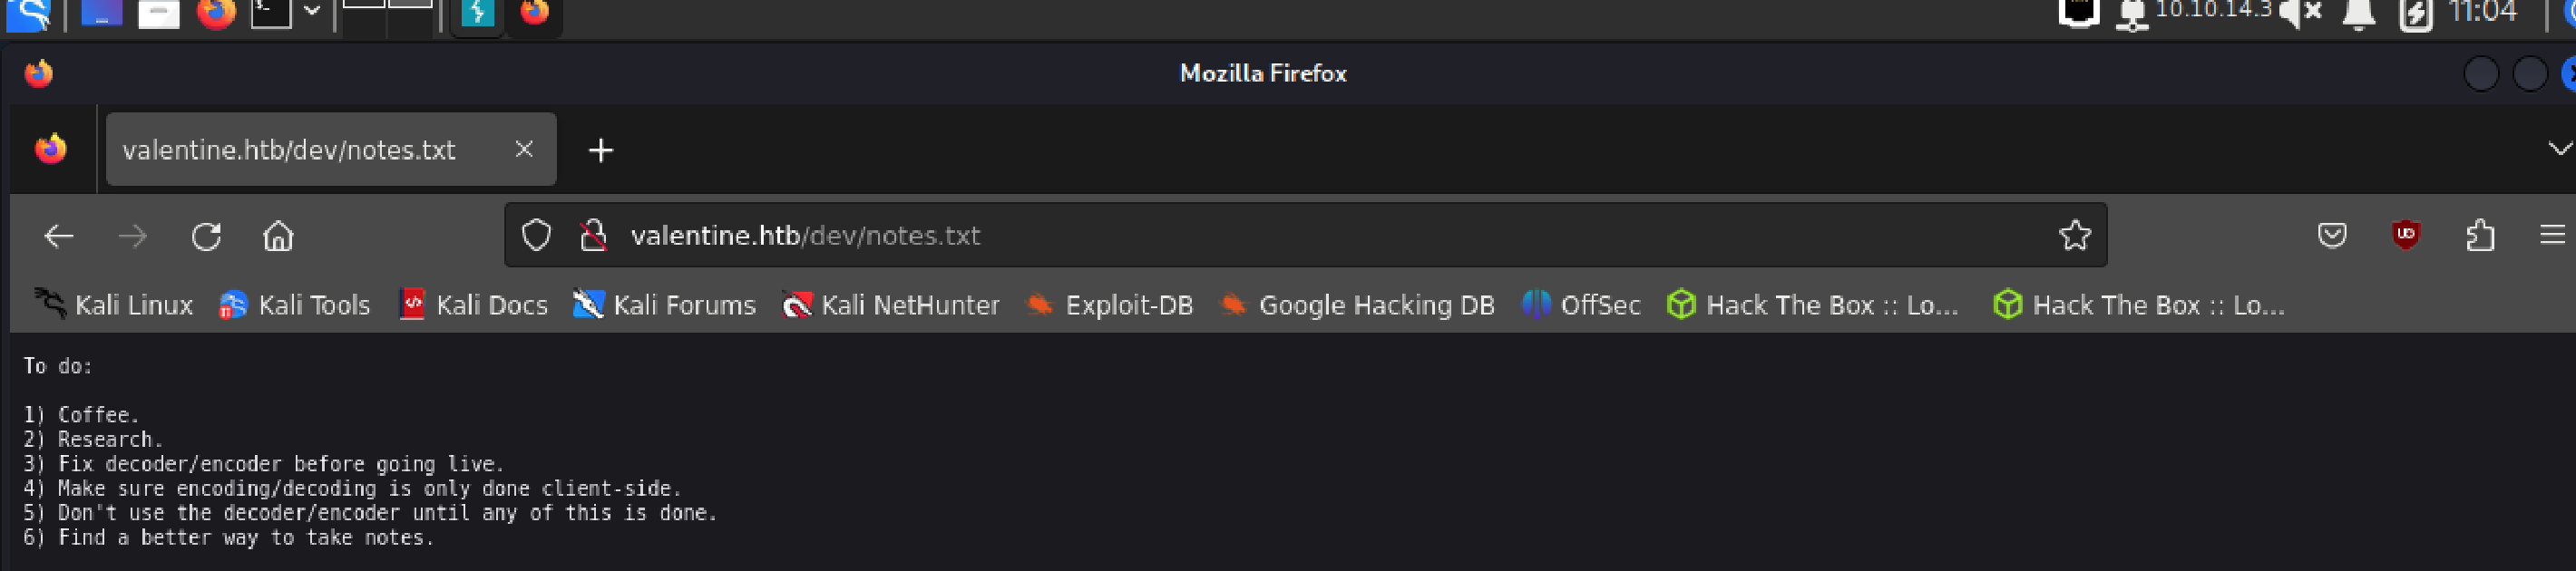 10.10.14.3 11:04
Mozilla Firefox
valentine.htb/dev/notes.txt
valentine.htb/dev/notes.txt
Kali Linux Kali Tools Kali Docs Kali Forums Kali NetHunter Exploit-DB Google Hacking DB OffSec Hack The Box :: Lo... Hack The Box :: Lo...
To do:
1) Coffee.
2) Research.
3) Fix decoder/encoder before going live.
4) Make sure encoding/decoding is only done client-side.
5) Don't use the decoder/encoder until any of this is done.
6) Find a better way to take notes.